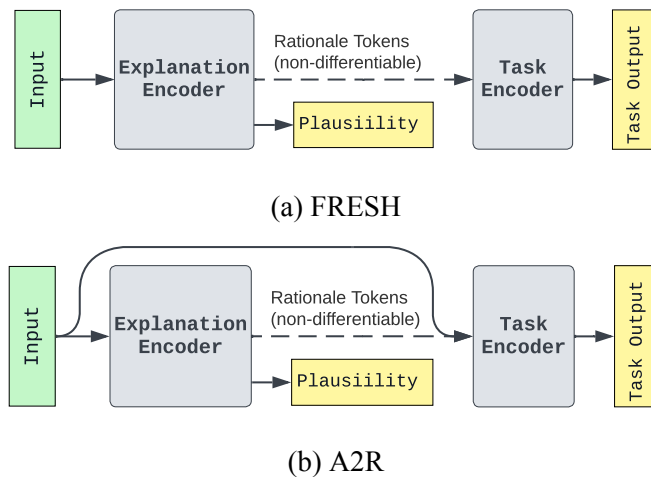 Input
Explanation
Encoder
Rationale Tokens
(non-differentiable)
Plausiility
Task
Encoder
Task Output
(a) FRESH
Input
Explanation
Encoder
Rationale Tokens
(non-differentiable)
Plausiility
Task
Encoder
Task Output
(b) A2R